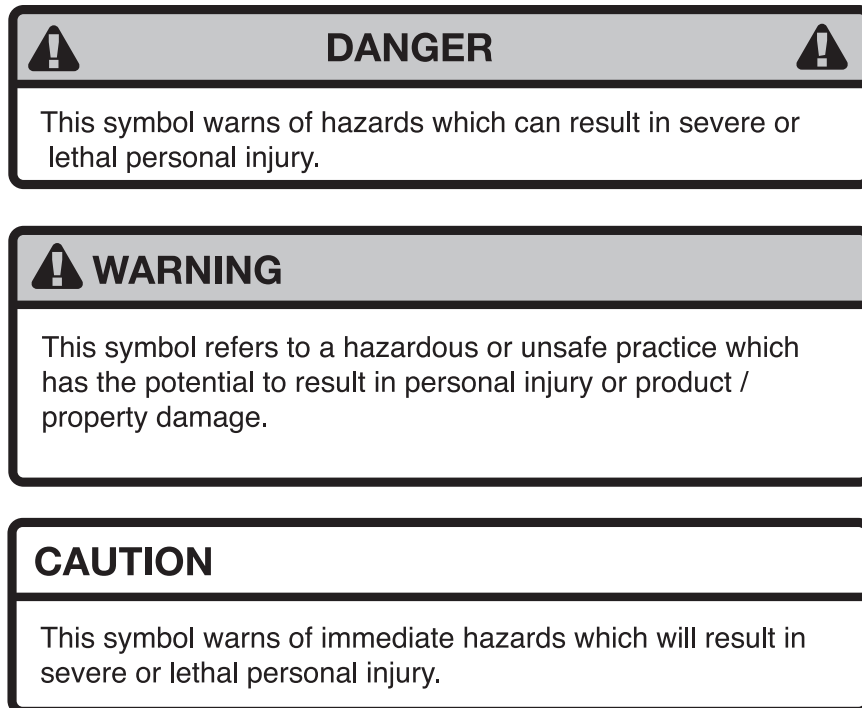 DANGER
This symbol warns of hazards which can result in severe or
lethal personal injury.
WARNING
This symbol refers to a hazardous or unsafe practice which
has the potential to result in personal injury or product /
property damage.
CAUTION
This symbol warns of immediate hazards which will result in
severe or lethal personal injury.